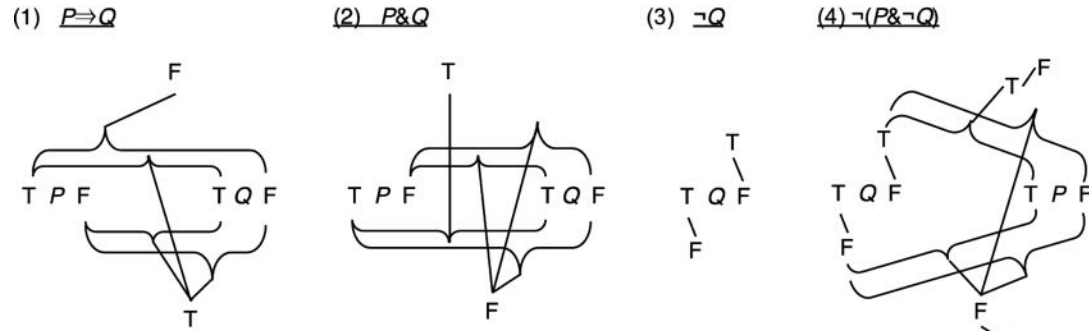 (1) P⇒Q (2) P&Q (3) ¬Q (4) ¬(P&¬Q)
F T T F
T T
T P F T Q F T P F T Q F T Q F T Q F T P F
F F
T F F